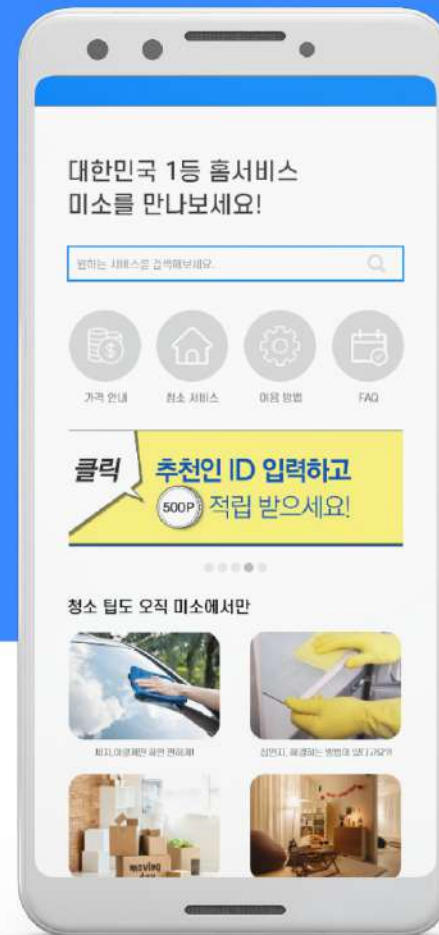 대한민국 1등 홈서비스
미소를 만나보세요!
원하는 서비스를 검색해보세요.
가격 안내
청소 서비스
이용 방법
FAQ
클릭
추천인 ID 입력하고
500P 적립 받으세요!
청소 팁도 오직 미소에서만
moving
day